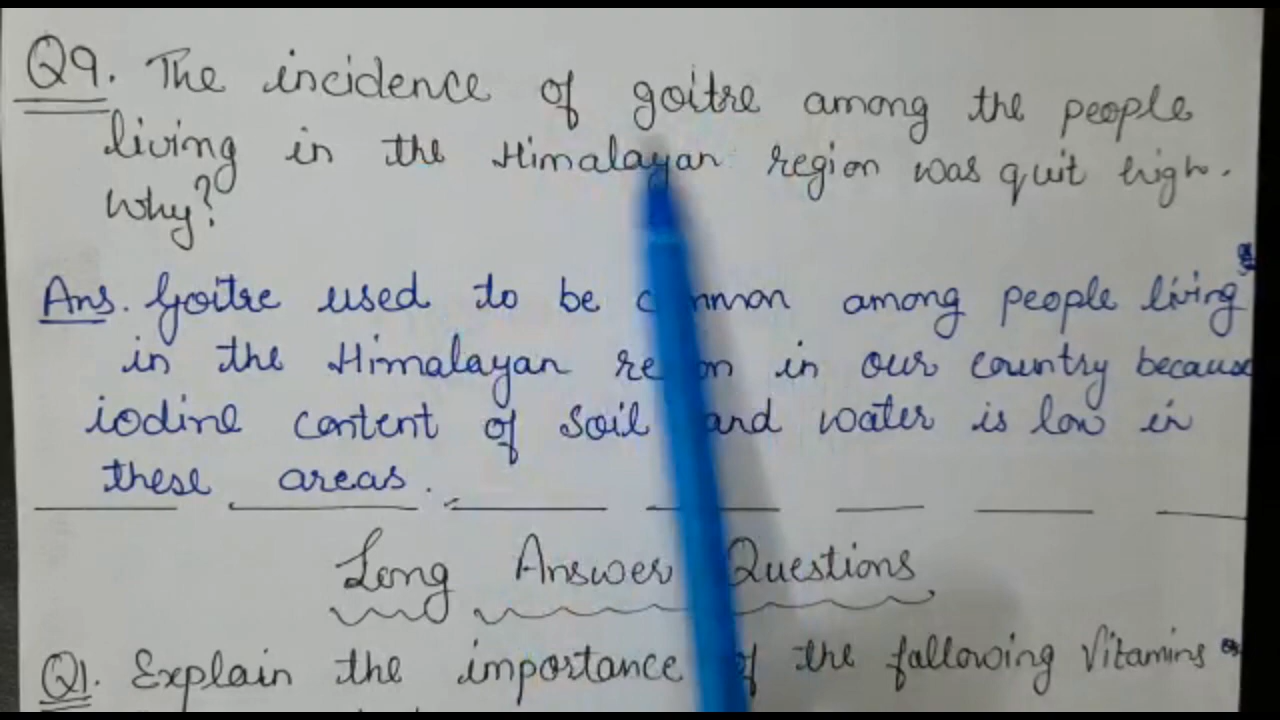 Q9. The incidence of goitre among the people
living in the Himalayan region was quit high.
Why?
Ans. Goitre used to be common among people living
in the Himalayan region in our country because
iodine content of soil and water is low in
these areas.
Long Answer Questions
Q1. Explain the importance of the following Vitamins